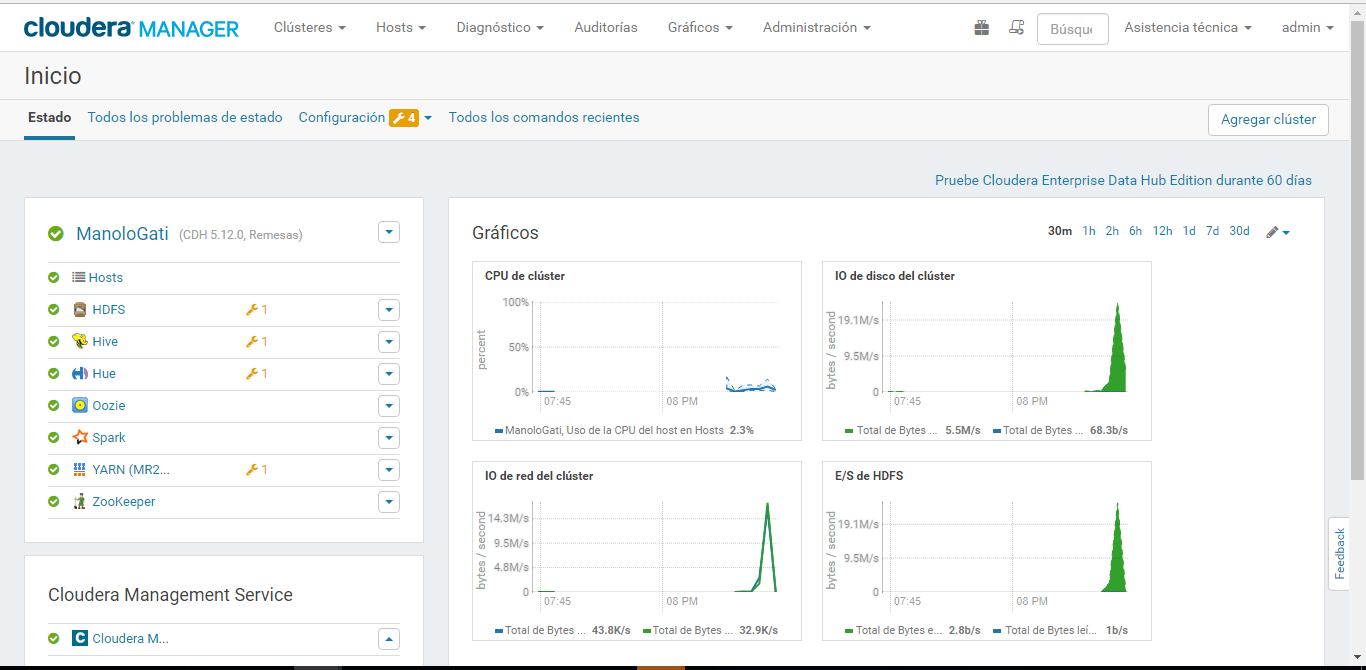 cloudera MANAGER Clústeres Hosts Diagnóstico Auditorías Gráficos Administración Búsque Asistencia técnica admin
Inicio
Estado Todos los problemas de estado Configuración 4 Todos los comandos recientes Agregar clúster
Pruebe Cloudera Enterprise Data Hub Edition durante 60 días
ManoloGati (CDH 5.12.0, Remesas)
Hosts
HDFS 1
Hive 1
Hue 1
Oozie
Spark
YARN (MR2... 1
ZooKeeper
Cloudera Management Service
C Cloudera M...
Gráficos 30m 1h 2h 6h 12h 1d 7d 30d
CPU de clúster
percent
100%
50%
0%
07:45 08 PM
ManoloGati, Uso de la CPU del host en Hosts 2.3%
IO de disco del clúster
bytes / second
19.1M/s
9.5M/s
0
07:45 08 PM
Total de Bytes ... 5.5M/s Total de Bytes ... 68.3b/s
IO de red del clúster
bytes / second
14.3M/s
9.5M/s
4.8M/s
0
07:45 08 PM
Total de Bytes ... 43.8K/s Total de Bytes ... 32.9K/s
E/S de HDFS
bytes / second
19.1M/s
9.5M/s
0
07:45 08 PM
Total de Bytes e... 2.8b/s Total de Bytes leí... 1b/s
Feedback